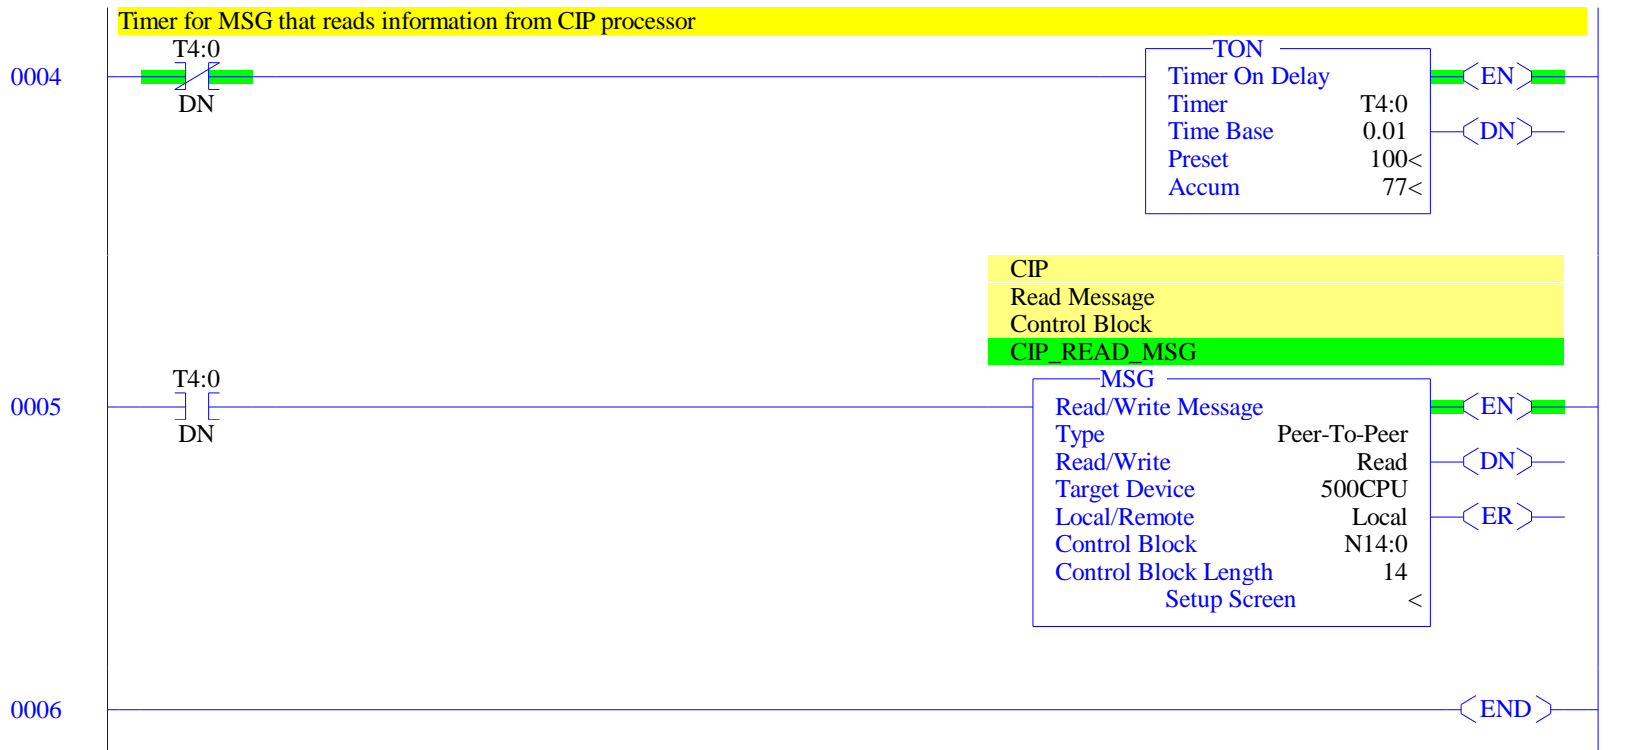 Timer for MSG that reads information from CIP processor
T4:0
TON
0004
EN
Timer On Delay
DN
Timer T4:0
Time Base 0.01
DN
Preset 100<
Accum 77<
CIP
Read Message
Control Block
CIP_READ_MSG
T4:0
MSG
0005
Read/Write Message
EN
DN
Type Peer-To-Peer
Read/Write Read
DN
Target Device 500CPU
Local/Remote Local
ER
Control Block N14:0
Control Block Length 14
Setup Screen <
0006
END